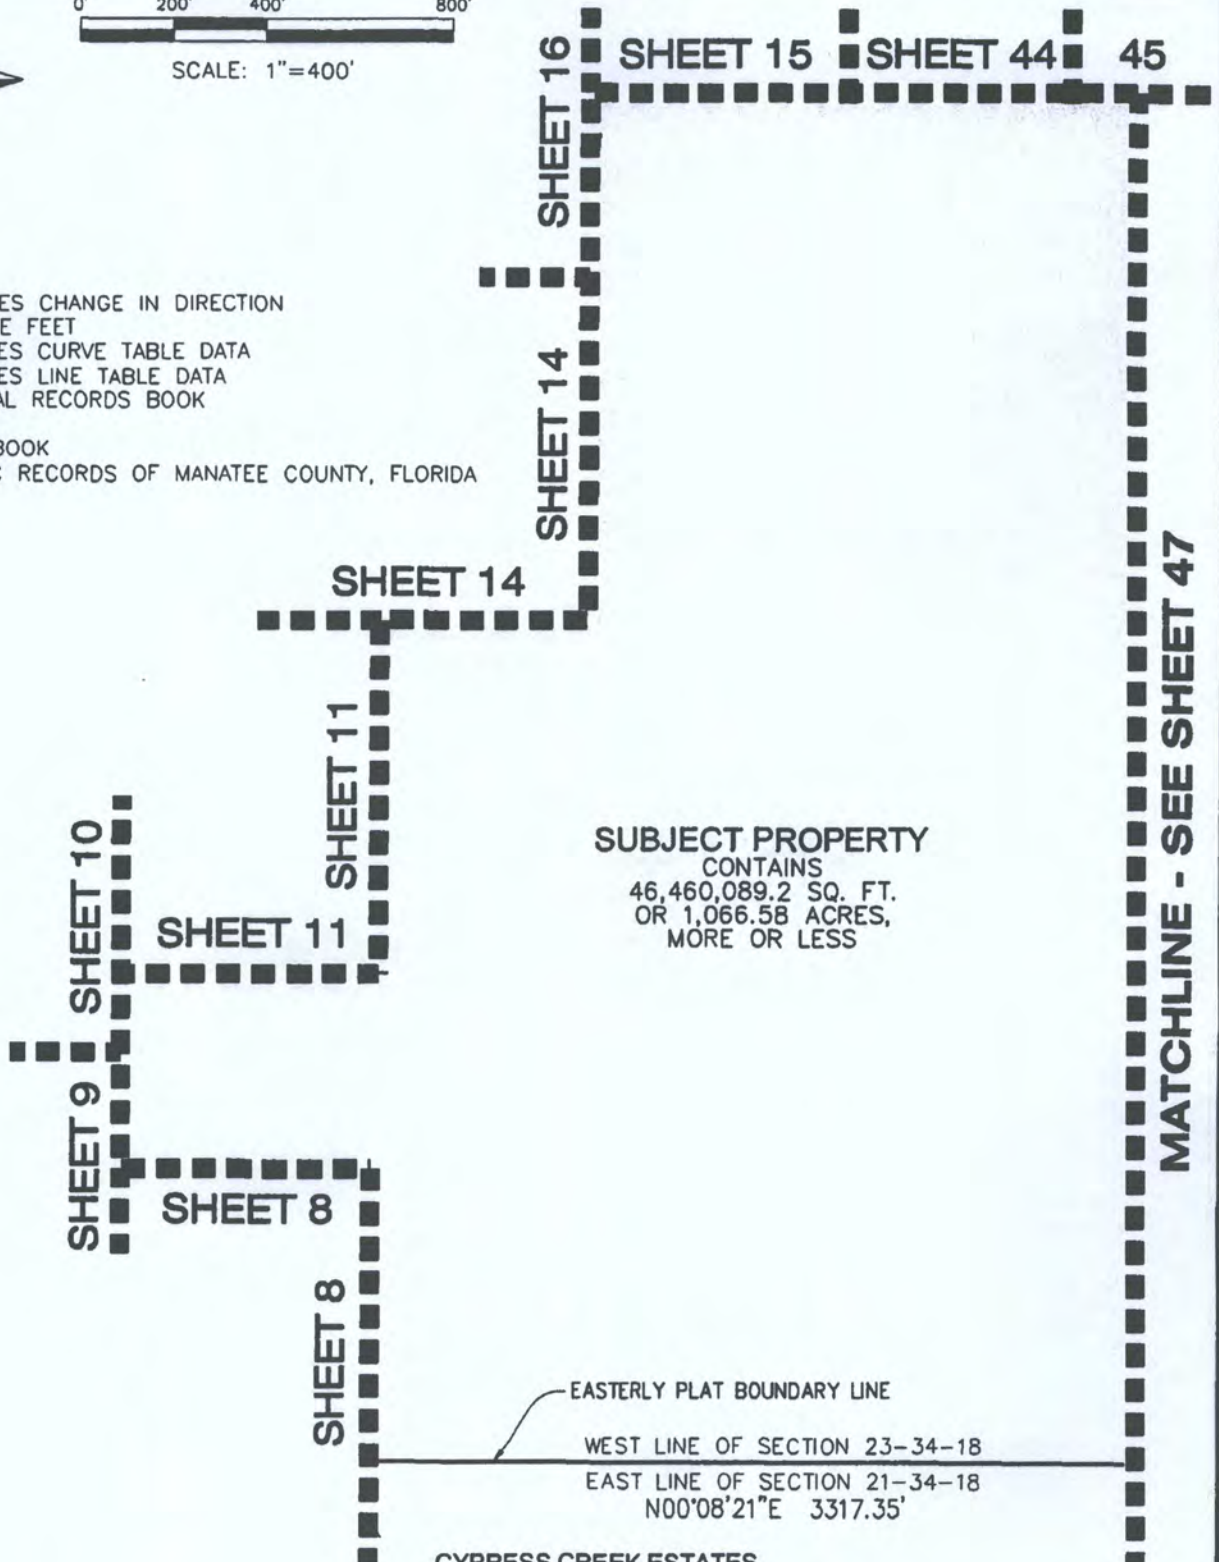 0' 200' 400' 800'
SCALE: 1"=400'
SHEET 16
SHEET 15
SHEET 44
45
ES CHANGE IN DIRECTION
E FEET
ES CURVE TABLE DATA
ES LINE TABLE DATA
AL RECORDS BOOK
BOOK
C RECORDS OF MANATEE COUNTY, FLORIDA
SHEET 14
SHEET 14
SHEET 11
SHEET 11
SHEET 10
SHEET 9
SHEET 8
SHEET 8
SUBJECT PROPERTY
CONTAINS
46,460,089.2 SQ. FT.
OR 1,066.58 ACRES,
MORE OR LESS
MATCHLINE - SEE SHEET 47
EASTERLY PLAT BOUNDARY LINE
WEST LINE OF SECTION 23-34-18
EAST LINE OF SECTION 21-34-18
N00°08'21"E 3317.35'
CYPRESS CREEK ESTATES